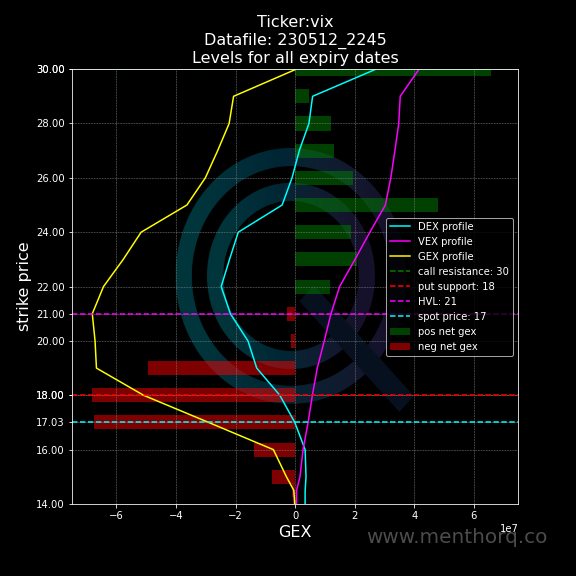 Ticker:vix
Datafile: 230512_2245
Levels for all expiry dates
30.00
28.00
26.00
24.00
22.00
21.00
20.00
18.00
17.03
16.00
14.00
strike price
DEX profile
VEX profile
GEX profile
call resistance: 30
put support: 18
HVL: 21
spot price: 17
pos net gex
neg net gex
−6 −4 −2 0 2 4 6
1e7
GEX
www.menthorq.co